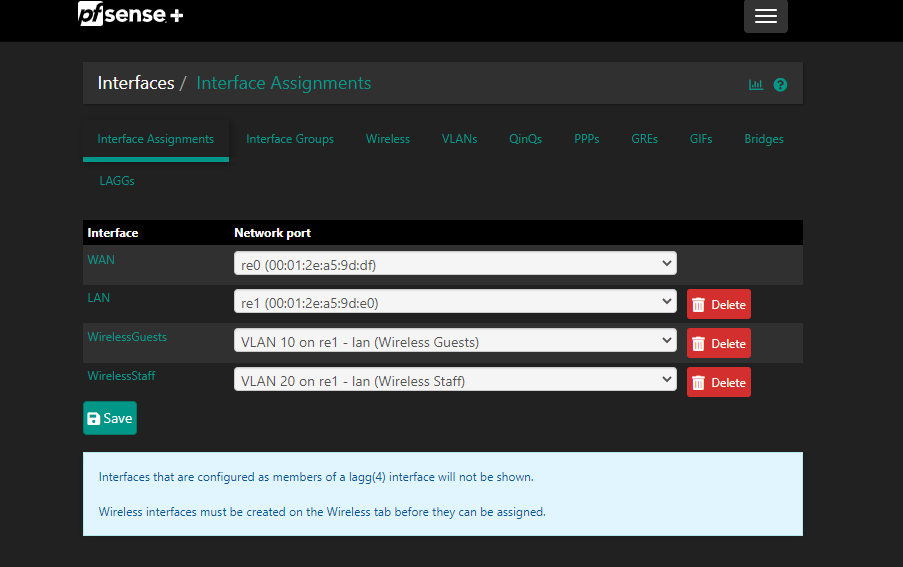 pfsense +
Interfaces / Interface Assignments
Interface Assignments Interface Groups Wireless VLANs QinQs PPPs GREs GIFs Bridges
LAGGs
Interface Network port
WAN re0 (00:01:2e:a5:9d:df)
LAN re1 (00:01:2e:a5:9d:e0) Delete
WirelessGuests VLAN 10 on re1 - lan (Wireless Guests) Delete
WirelessStaff VLAN 20 on re1 - lan (Wireless Staff) Delete
Save
Interfaces that are configured as members of a lagg(4) interface will not be shown.
Wireless interfaces must be created on the Wireless tab before they can be assigned.